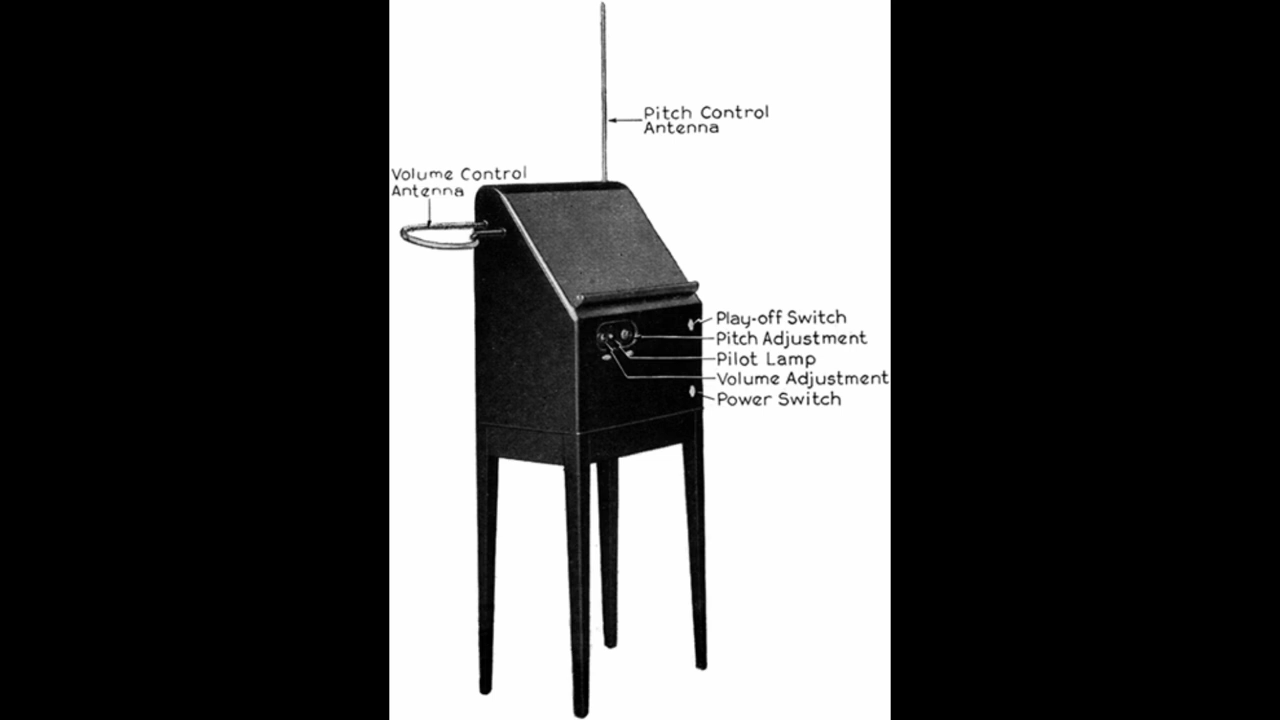 Pitch Control
Antenna
Volume Control
Antenna
Play-off Switch
Pitch Adjustment
Pilot Lamp
Volume Adjustment
Power Switch